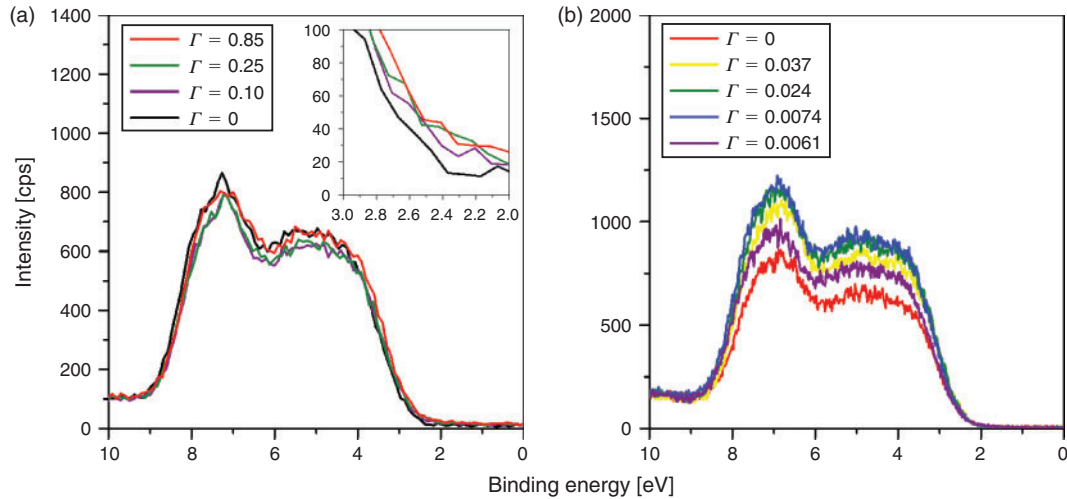 (a)
1400
1200
1000
800
600
400
200
0
Intensity [cps]
Γ = 0.85
Γ = 0.25
Γ = 0.10
Γ = 0
100
80
60
40
20
0
3.0 2.8 2.6 2.4 2.2 2.0
10 8 6 4 2 0
(b)
2000
1500
1000
500
0
Γ = 0
Γ = 0.037
Γ = 0.024
Γ = 0.0074
Γ = 0.0061
10 8 6 4 2 0
Binding energy [eV]